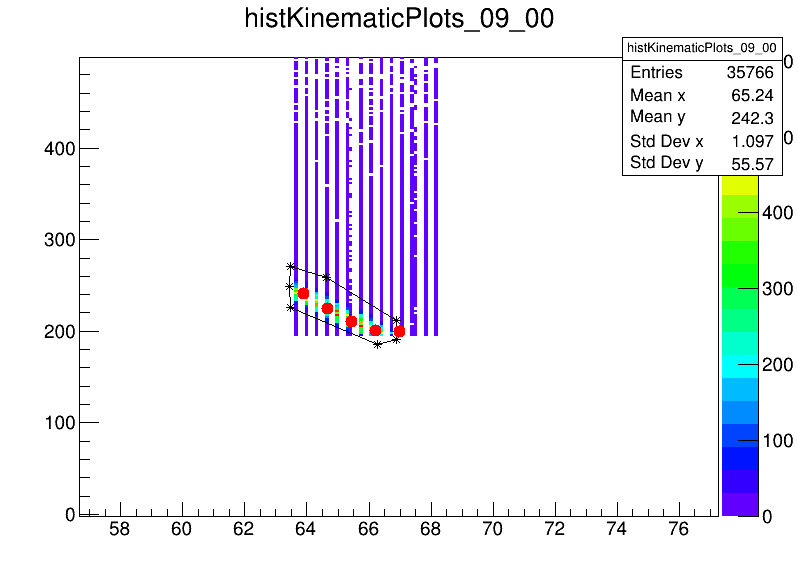 histKinematicPlots_09_00
histKinematicPlots_09_00
Entries 35766
Mean x 65.24
Mean y 242.3
Std Dev x 1.097
Std Dev y 55.57
400
300
200
100
0
58 60 62 64 66 68 70 72 74 76
0
0
400
300
200
100
0